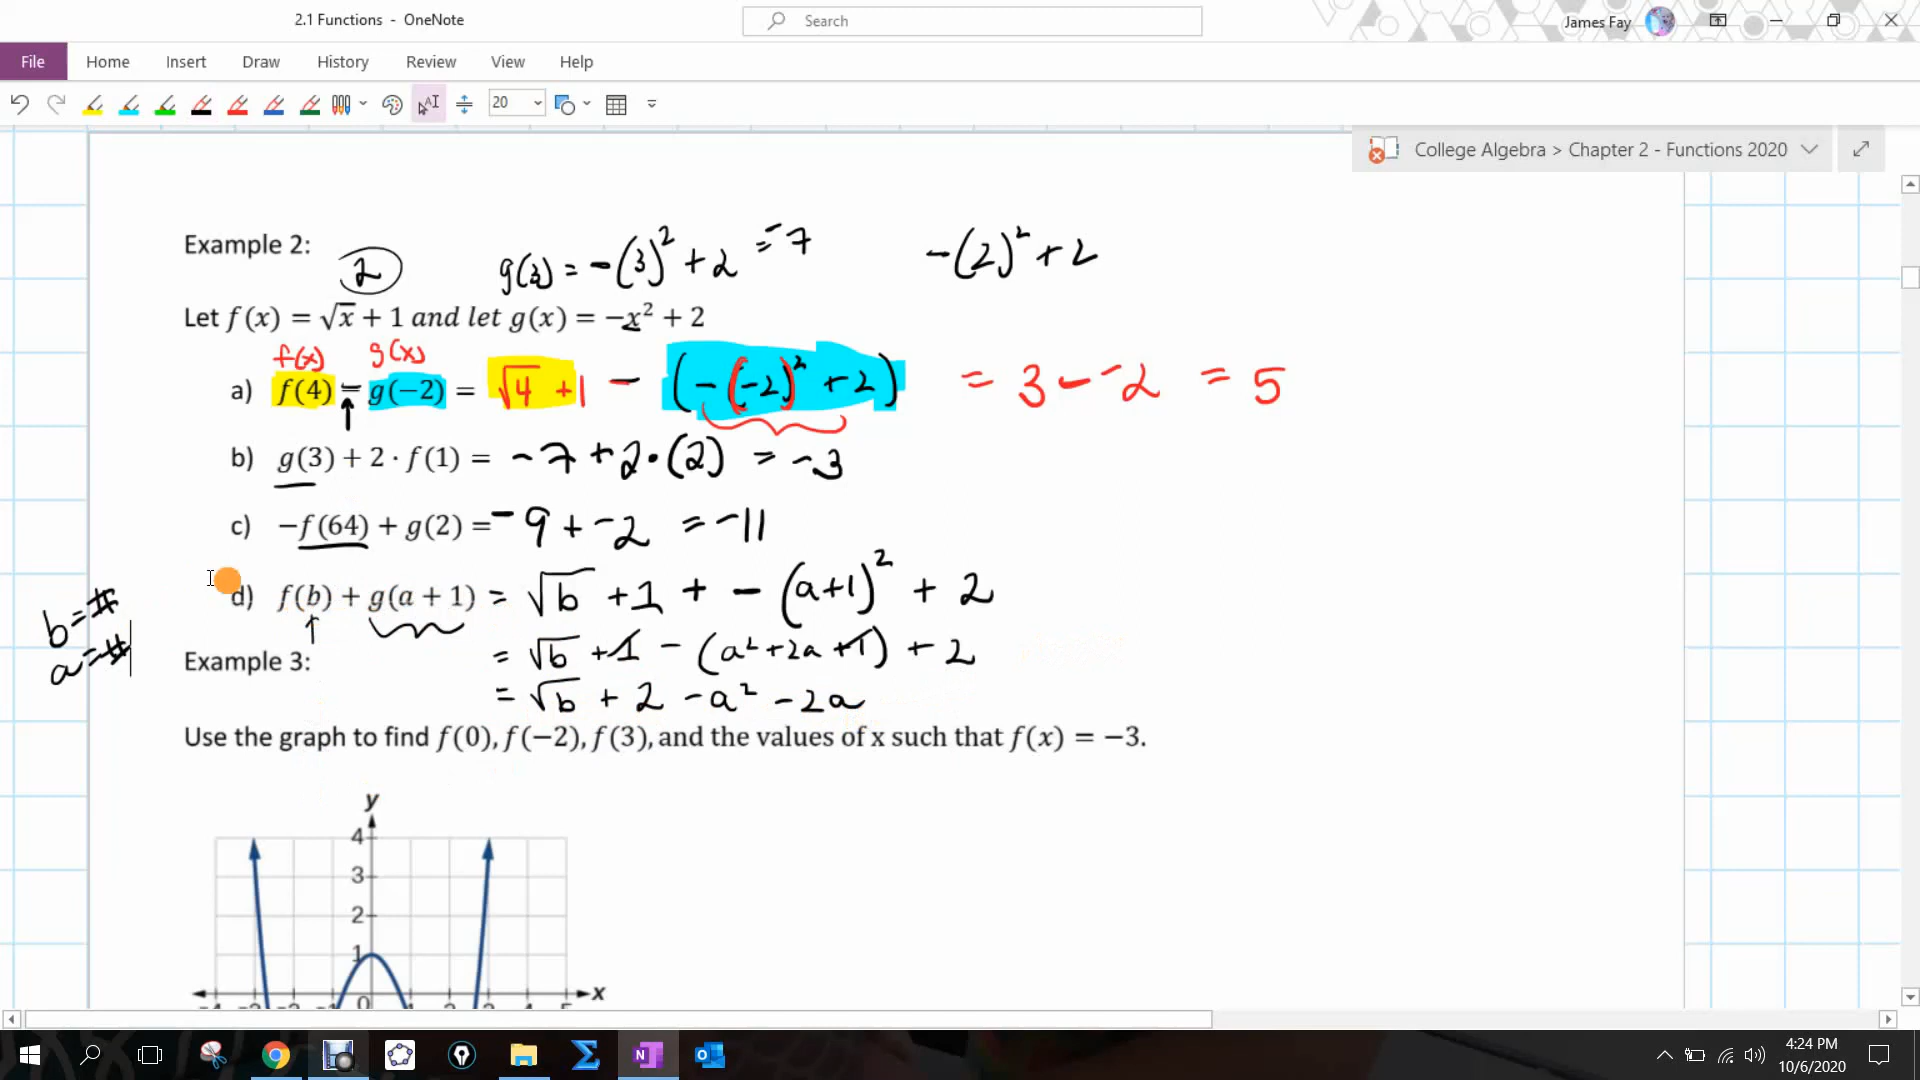 2.1 Functions - OneNote
Search
James Fay
File Home Insert Draw History Review View Help
20
College Algebra > Chapter 2 - Functions 2020
Example 2:
2
g(3) = -(3)² + 2 = -7
-(2)² + 2
Let f(x) = √x + 1 and let g(x) = −x² + 2
f(x) g(x)
a) f(4) − g(−2) = √4 + 1 - (-(-2)² + 2) = 3 - -2 = 5
b) g(3) + 2 · f(1) = -7 + 2·(2) = -3
c) −f(64) + g(2) = -9 + -2 = -11
d) f(b) + g(a + 1) = √b + 1 + -(a+1)² + 2
b=#
a=#
= √b + 1 - (a² + 2a + 1) + 2
= √b + 2 - a² - 2a
Example 3:
Use the graph to find f(0), f(−2), f(3), and the values of x such that f(x) = −3.
y
4
3
2
1
x
0
4:24 PM
10/6/2020